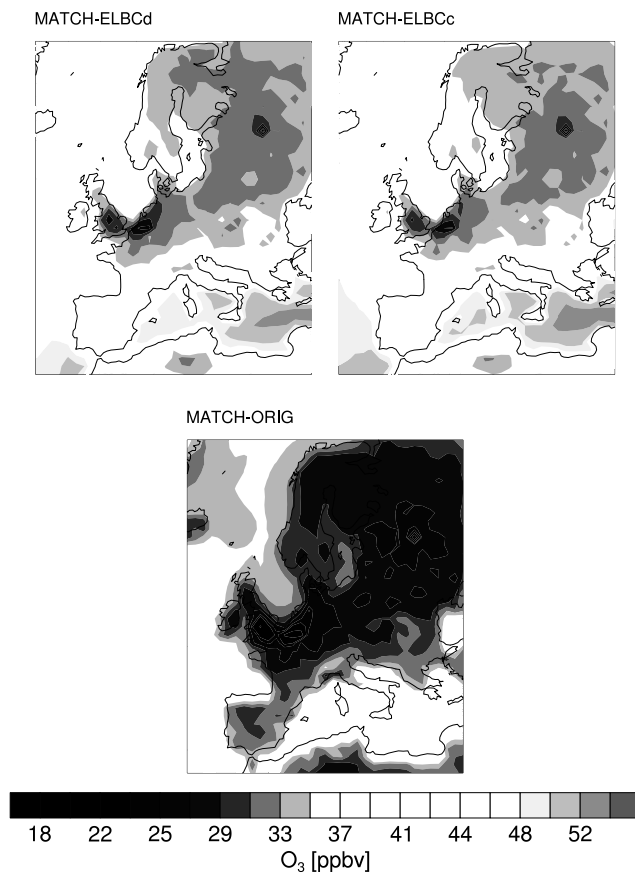 MATCH-ELBCd
MATCH-ELBCc
MATCH-ORIG
18 22 25 29 33 37 41 44 48 52
O3 [ppbv]